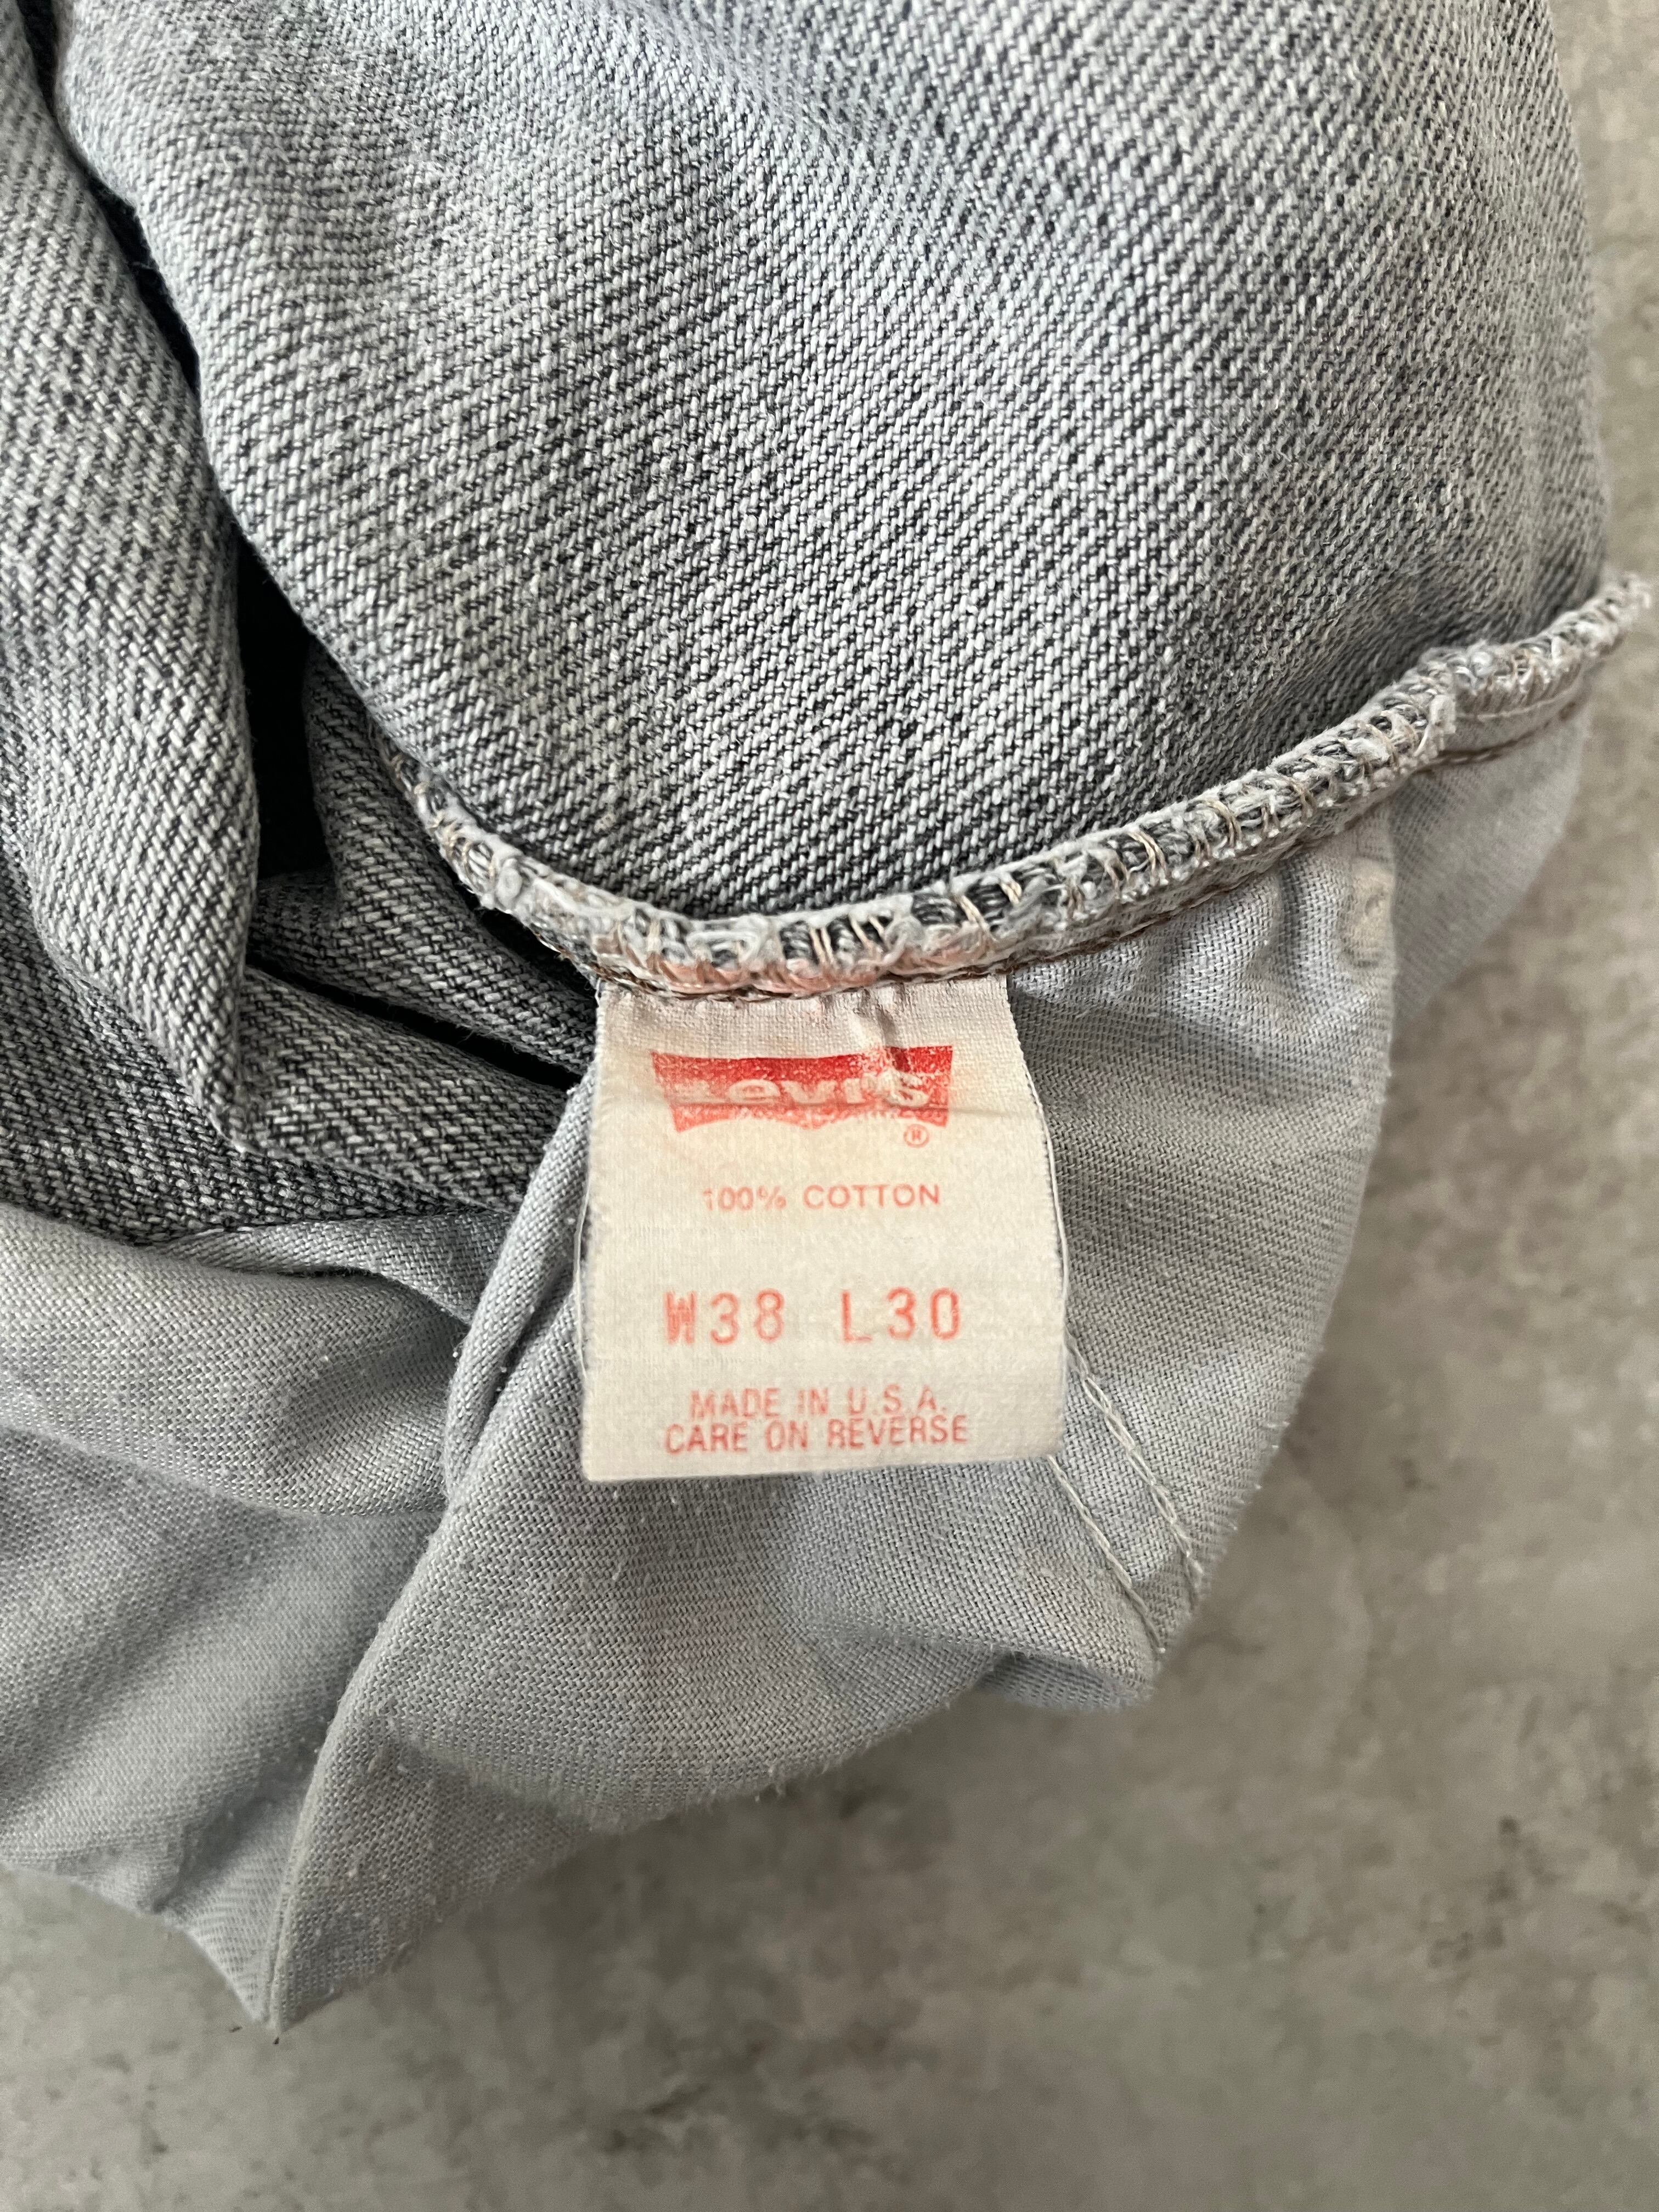 Levi's
®
100% COTTON
W38 L30
MADE IN U.S.A.
CARE ON REVERSE